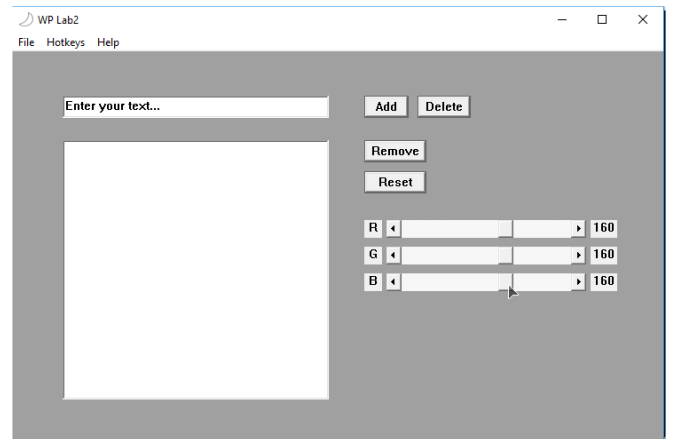 WP Lab2
File Hotkeys Help
Enter your text...
Add Delete
Remove
Reset
R 160
G 160
B 160